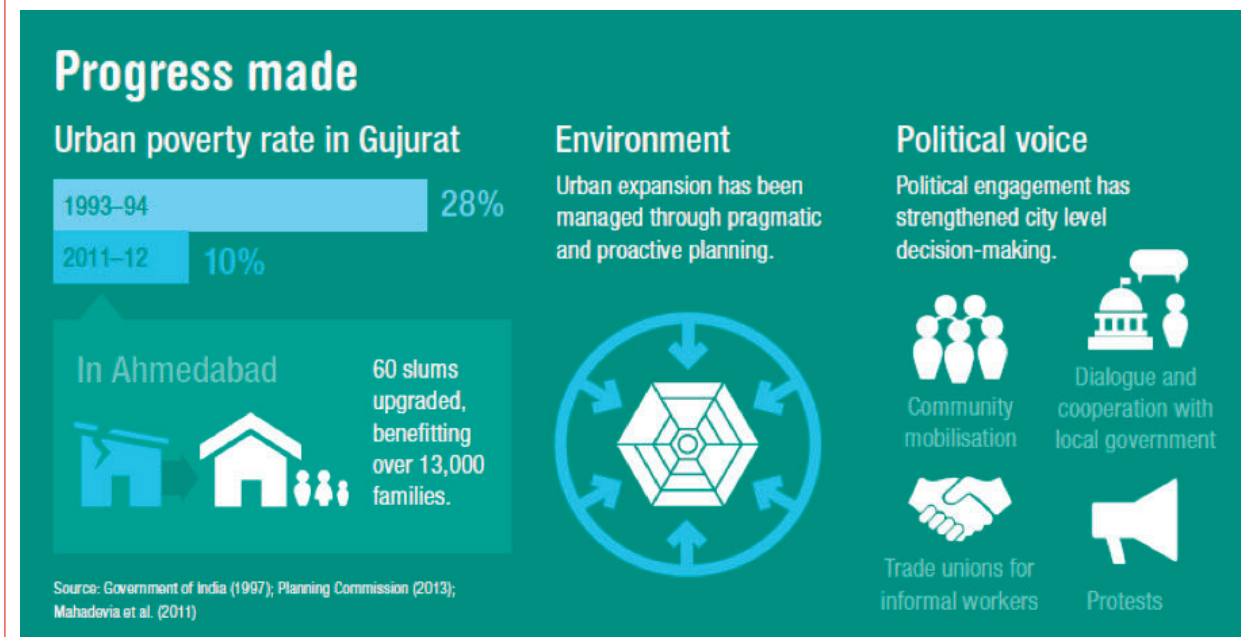 Progress made
Urban poverty rate in Gujurat
1993–94
28%
2011–12
10%
In Ahmedabad
60 slums
upgraded,
benefitting
over 13,000
families.
Source: Government of India (1997); Planning Commission (2013);
Mahadevia et al. (2011)
Environment
Urban expansion has been
managed through pragmatic
and proactive planning.
Political voice
Political engagement has
strengthened city level
decision-making.
Community
mobilisation
Dialogue and
cooperation with
local government
Trade unions for
informal workers
Protests